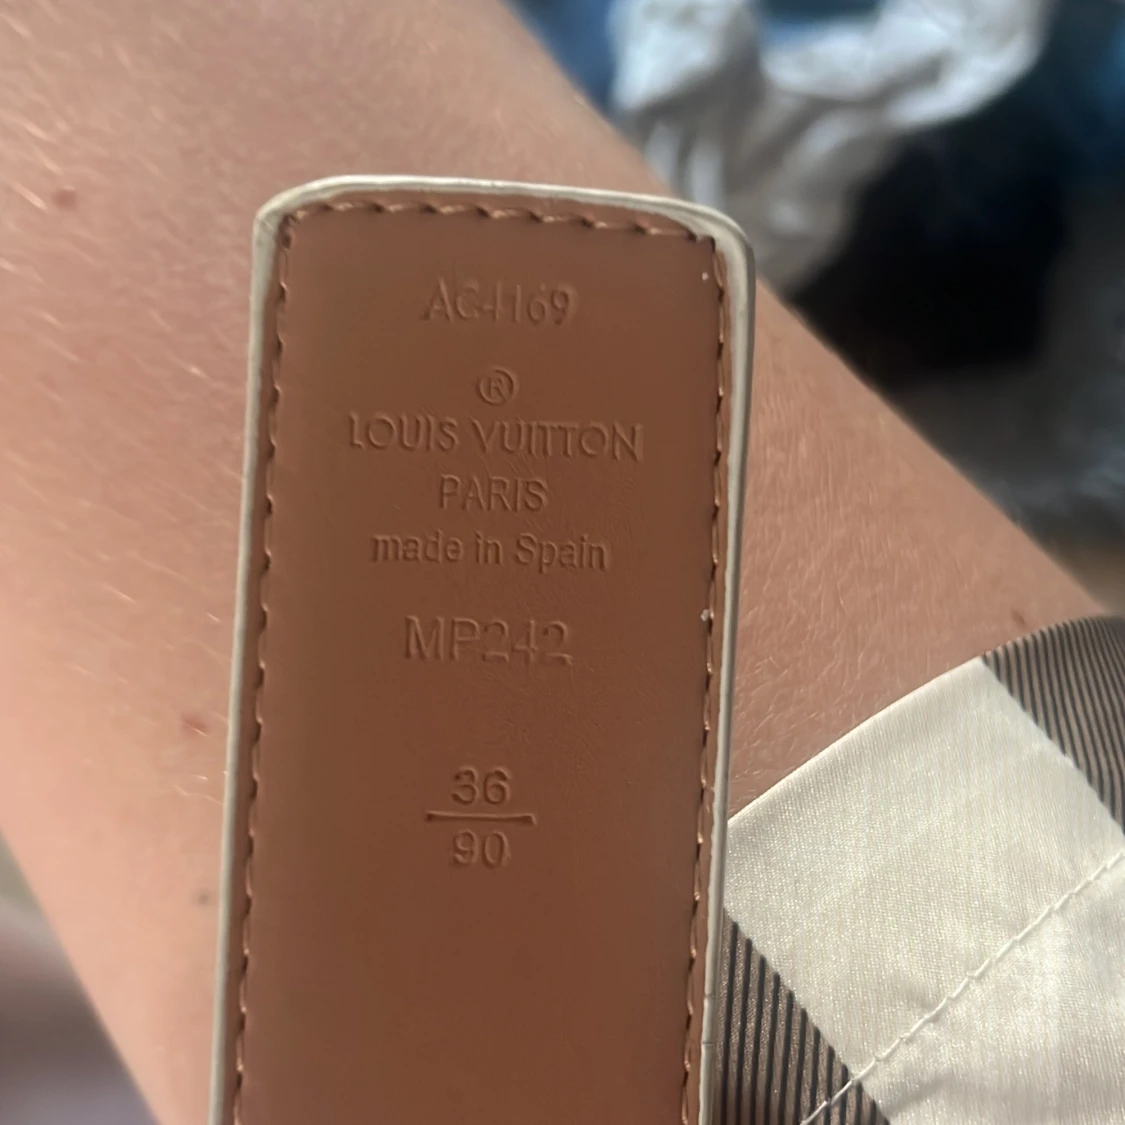 AC4169
®
LOUIS VUITTON
PARIS
made in Spain
MP242
36
90